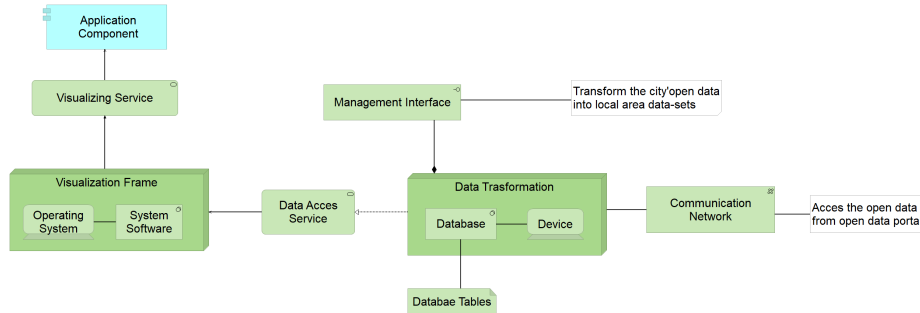 Application
Component
Visualizing Service
Management Interface
Transform the city'open data
into local area data-sets
Visualization Frame
Operating
System
System
Software
Data Acces
Service
Data Trasformation
Database
Device
Communication
Network
Acces the open data
from open data porta
Databae Tables